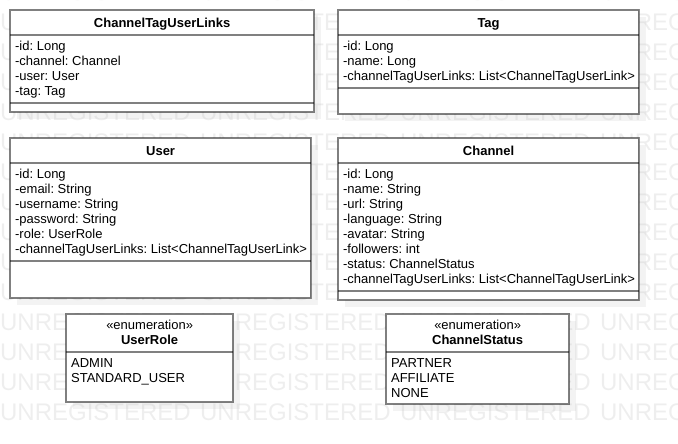 ChannelTagUserLinks
-id: Long
-channel: Channel
-user: User
-tag: Tag
Tag
-id: Long
-name: Long
-channelTagUserLinks: List<ChannelTagUserLink>
User
-id: Long
-email: String
-username: String
-password: String
-role: UserRole
-channelTagUserLinks: List<ChannelTagUserLink>
Channel
-id: Long
-name: String
-url: String
-language: String
-avatar: String
-followers: int
-status: ChannelStatus
-channelTagUserLinks: List<ChannelTagUserLink>
«enumeration»
UserRole
ADMIN
STANDARD_USER
«enumeration»
ChannelStatus
PARTNER
AFFILIATE
NONE
UNREGISTERED UNREGISTERED